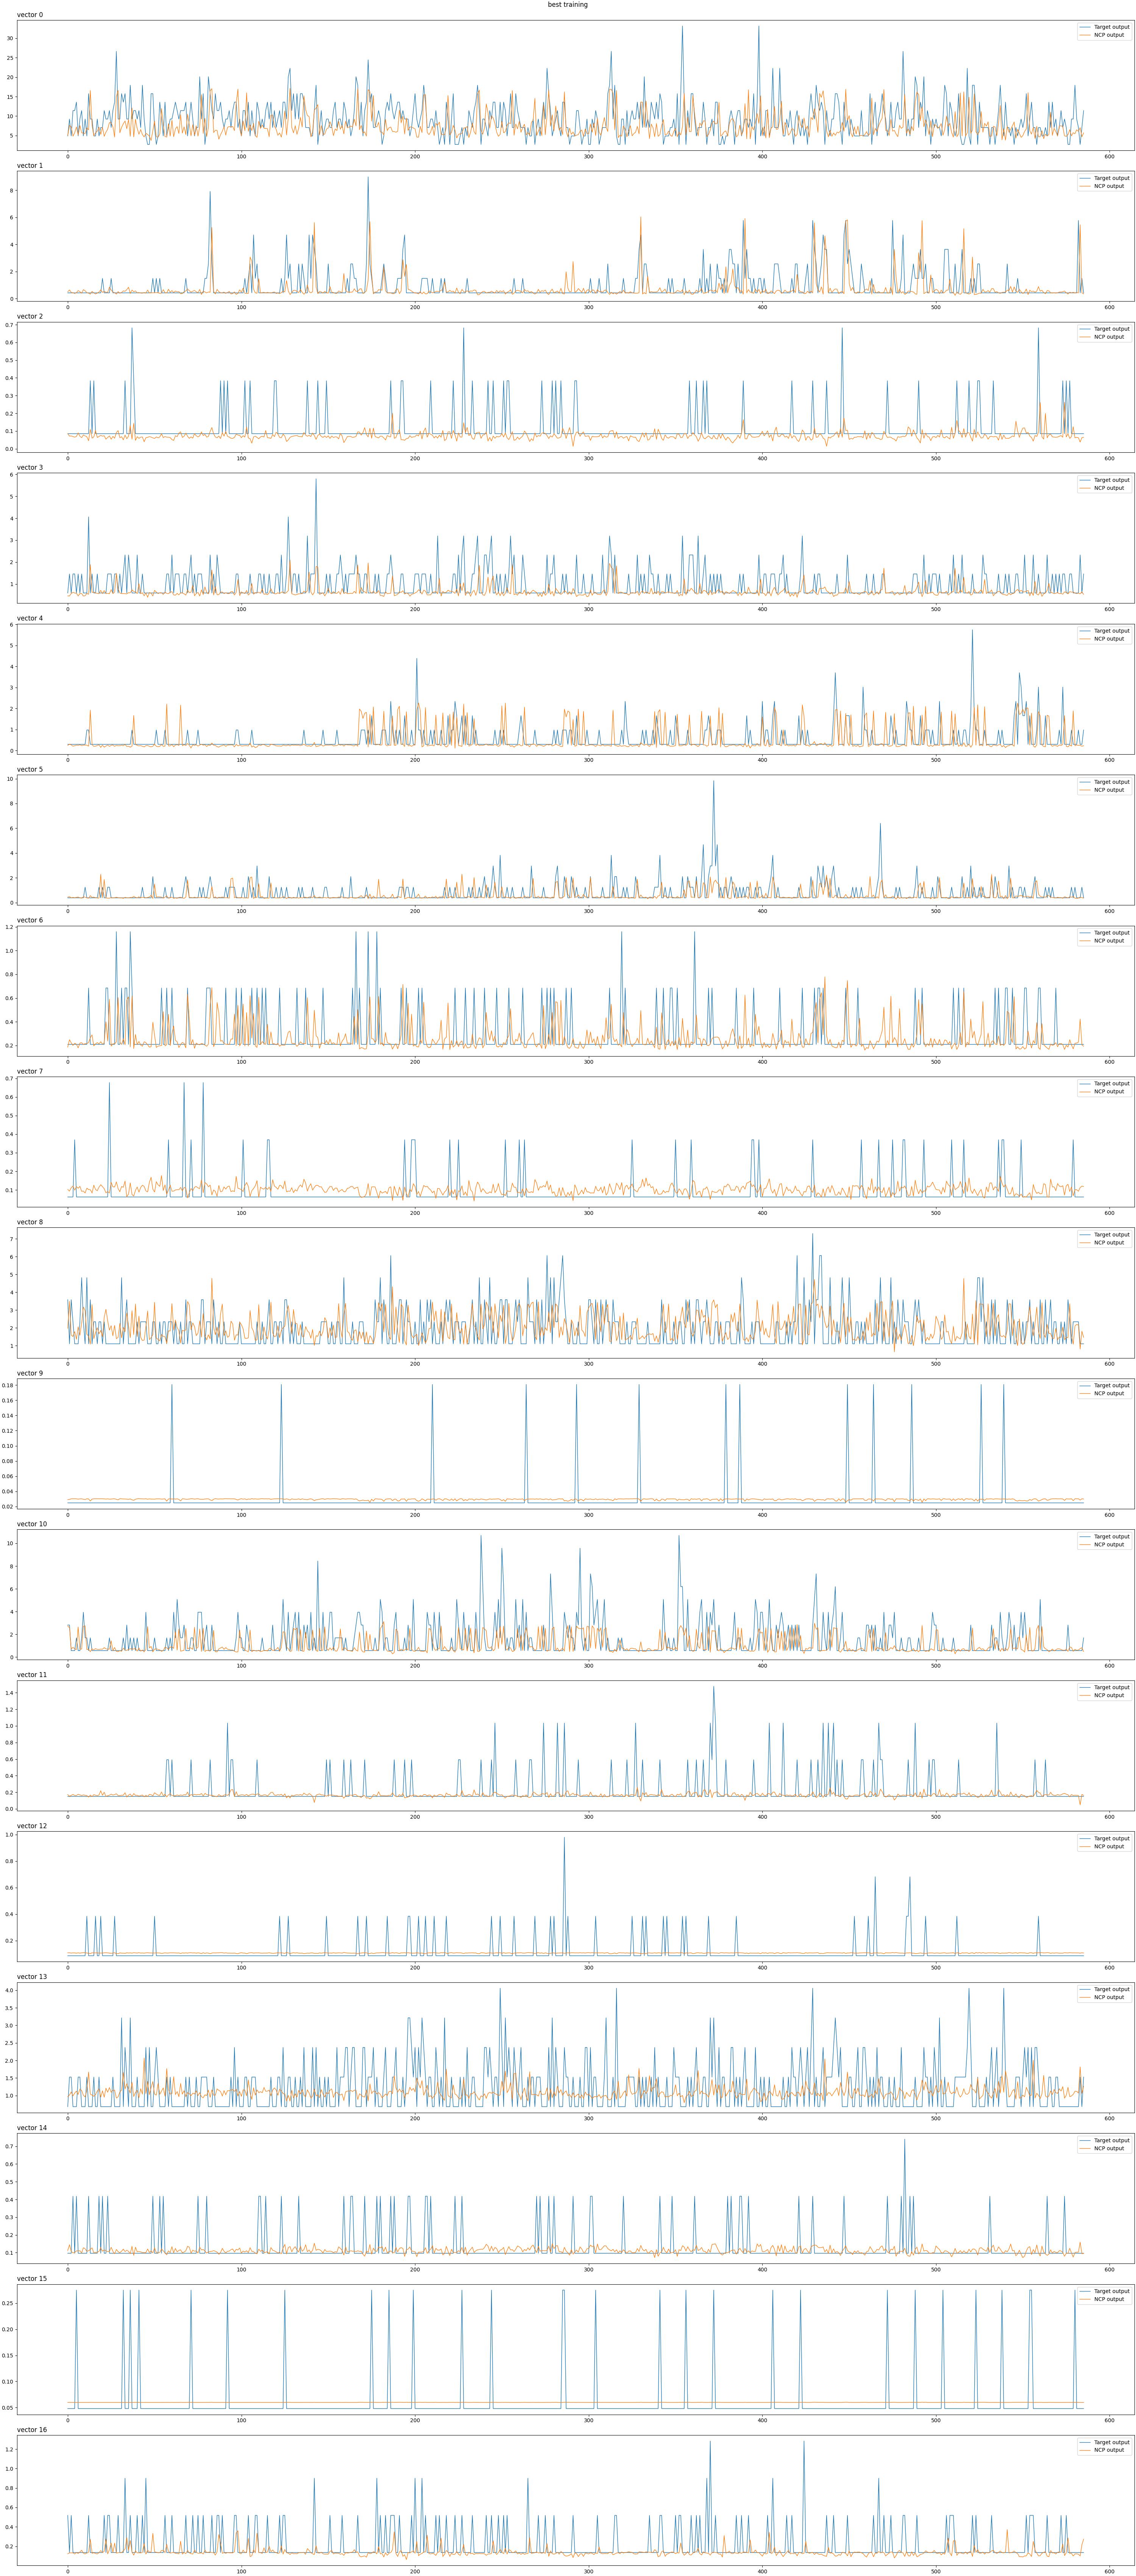 best training
vector 0
Target output
NCP output
30
25
20
15
10
5
0 100 200 300 400 500 600
vector 1
Target output
NCP output
8
6
4
2
0
0 100 200 300 400 500 600
vector 2
Target output
NCP output
0.7
0.6
0.5
0.4
0.3
0.2
0.1
0.0
0 100 200 300 400 500 600
vector 3
Target output
NCP output
6
5
4
3
2
1
0 100 200 300 400 500 600
vector 4
Target output
NCP output
6
5
4
3
2
1
0
0 100 200 300 400 500 600
vector 5
Target output
NCP output
10
8
6
4
2
0
0 100 200 300 400 500 600
vector 6
Target output
NCP output
1.2
1.0
0.8
0.6
0.4
0.2
0 100 200 300 400 500 600
vector 7
Target output
NCP output
0.7
0.6
0.5
0.4
0.3
0.2
0.1
0 100 200 300 400 500 600
vector 8
Target output
NCP output
7
6
5
4
3
2
1
0 100 200 300 400 500 600
vector 9
Target output
NCP output
0.18
0.16
0.14
0.12
0.10
0.08
0.06
0.04
0.02
0 100 200 300 400 500 600
vector 10
Target output
NCP output
10
8
6
4
2
0
0 100 200 300 400 500 600
vector 11
Target output
NCP output
1.4
1.2
1.0
0.8
0.6
0.4
0.2
0.0
0 100 200 300 400 500 600
vector 12
Target output
NCP output
1.0
0.8
0.6
0.4
0.2
0 100 200 300 400 500 600
vector 13
Target output
NCP output
4.0
3.5
3.0
2.5
2.0
1.5
1.0
0 100 200 300 400 500 600
vector 14
Target output
NCP output
0.7
0.6
0.5
0.4
0.3
0.2
0.1
0 100 200 300 400 500 600
vector 15
Target output
NCP output
0.25
0.20
0.15
0.10
0.05
0 100 200 300 400 500 600
vector 16
Target output
NCP output
1.2
1.0
0.8
0.6
0.4
0.2
0 100 200 300 400 500 600